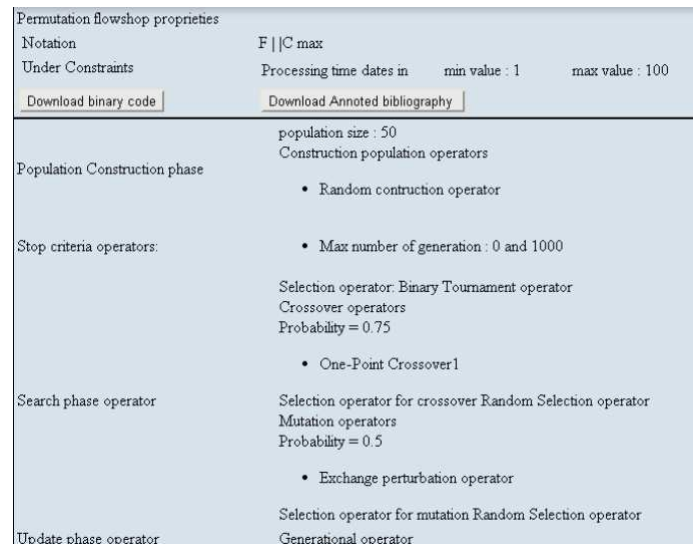 Permutation flowshop proprieties
Notation F | |C max
Under Constraints Processing time dates in min value : 1 max value : 100
Download binary code Download Annoted bibliography
population size : 50
Construction population operators
Population Construction phase
• Random contruction operator
Stop criteria operators: • Max number of generation : 0 and 1000
Selection operator: Binary Tournament operator
Crossover operators
Probability = 0.75
• One-Point Crossover1
Search phase operator Selection operator for crossover Random Selection operator
Mutation operators
Probability = 0.5
• Exchange perturbation operator
Selection operator for mutation Random Selection operator
Update phase operator Generational operator